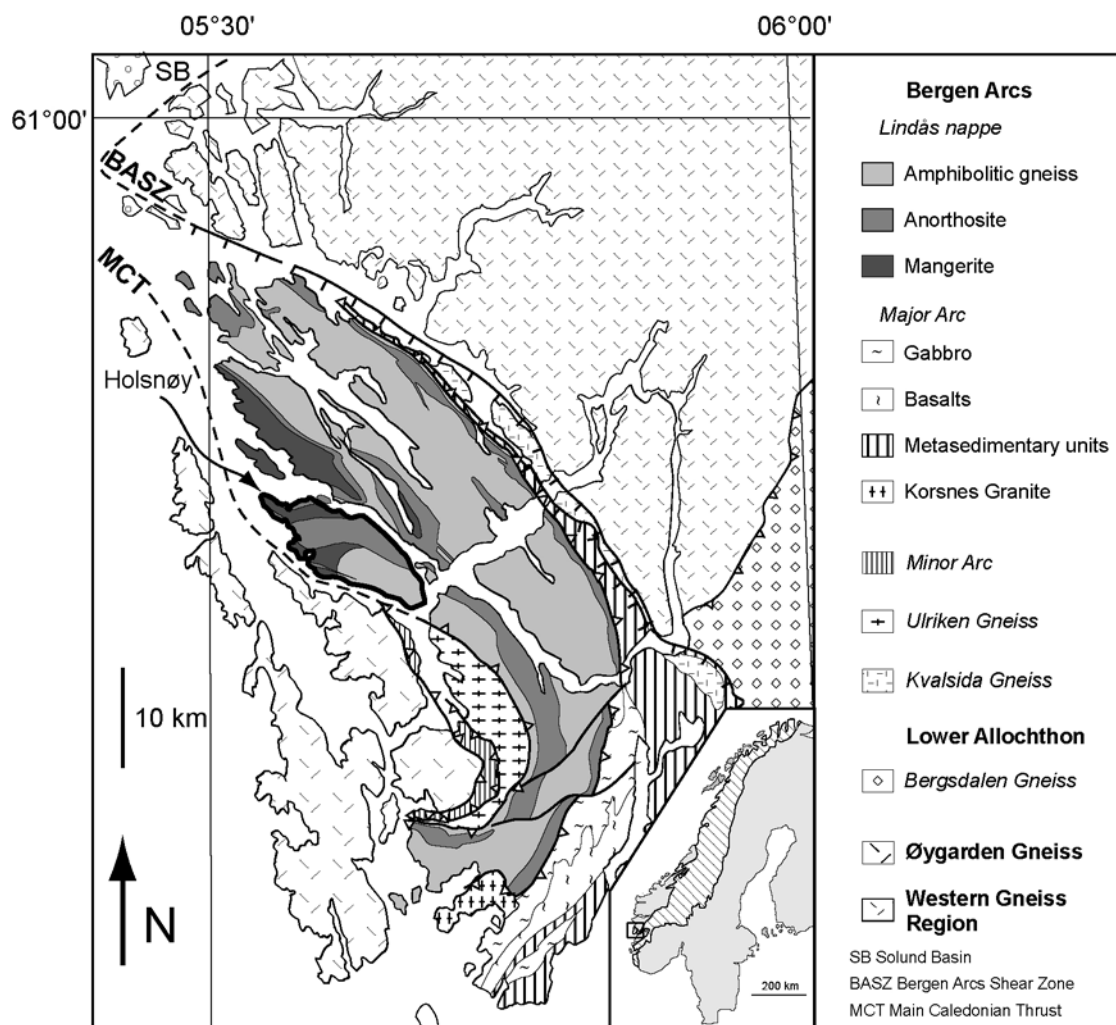 05°30'
06°00'
61°00'
SB
BASZ
MCT
Holsnøy
10 km
N
200 km
Bergen Arcs
Lindås nappe
Amphibolitic gneiss
Anorthosite
Mangerite
Major Arc
Gabbro
Basalts
Metasedimentary units
Korsnes Granite
Minor Arc
Ulriken Gneiss
Kvalsida Gneiss
Lower Allochthon
Bergsdalen Gneiss
Øygarden Gneiss
Western Gneiss
Region
SB Solund Basin
BASZ Bergen Arcs Shear Zone
MCT Main Caledonian Thrust